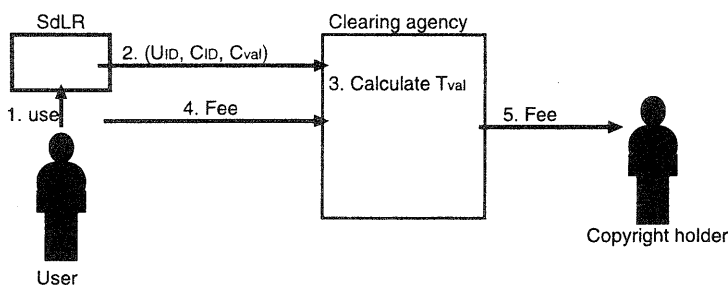 SdLR
Clearing agency
2. (UID, CID, Cval)
3. Calculate Tval
1. use
4. Fee
5. Fee
Copyright holder
User